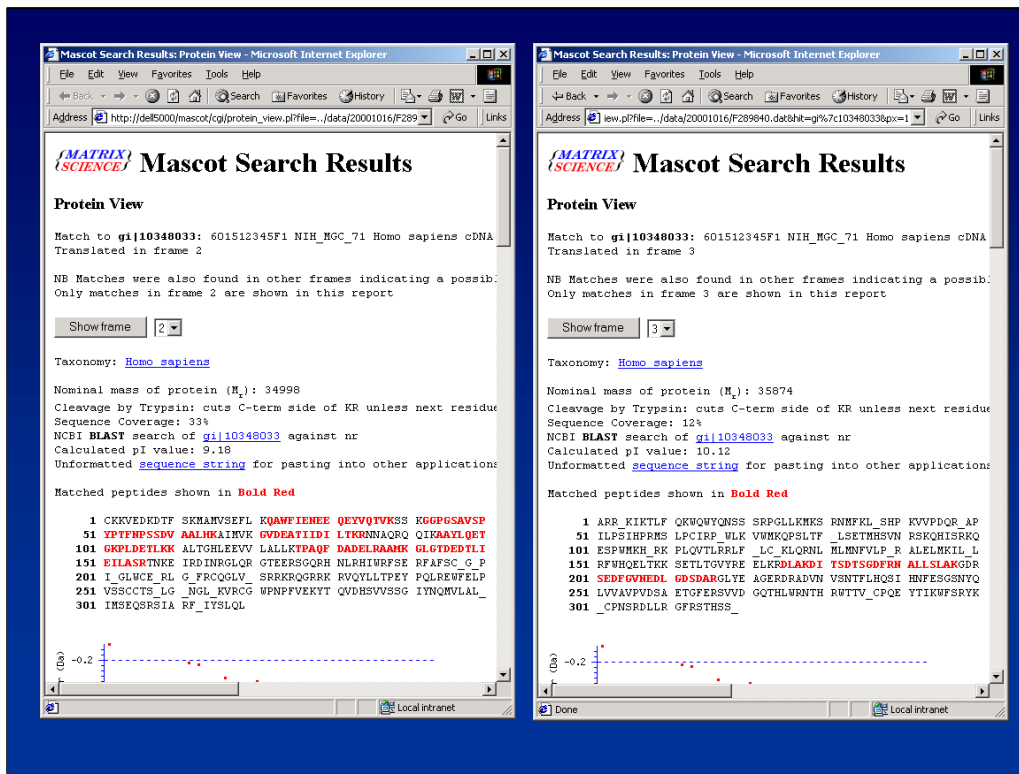 Mascot Search Results: Protein View - Microsoft Internet Explorer
File Edit View Favorites Tools Help
Back Search Favorites History
Address http://dell5000/mascot/cgi/protein_view.pl?file=../data/20001016/F289 Go Links
{MATRIX SCIENCE} Mascot Search Results
Protein View
Match to gi|10348033: 601512345F1 NIH_MGC_71 Homo sapiens cDNA
Translated in frame 2
NB Matches were also found in other frames indicating a possibl
Only matches in frame 2 are shown in this report
Show frame 2
Taxonomy: Homo sapiens
Nominal mass of protein (Mr): 34998
Cleavage by Trypsin: cuts C-term side of KR unless next residue
Sequence Coverage: 33%
NCBI BLAST search of gi|10348033 against nr
Calculated pI value: 9.18
Unformatted sequence string for pasting into other applications
Matched peptides shown in Bold Red
1 CKKVEDKDTF SKMAMVSEFL KQAWFIENEE QEYVQTVKSS KGGPGSAVSP
51 YPTFNPSSDV AALHKAIMVK GVDEATIIDI LTKRNNAQRQ QIKAAYLQET
101 GKPLDETLKK ALTGHLEEVV LALLKTPAQF DADELRAAMK GLGTDEDTLI
151 EILASRTNKE IRDINRGLQR GTEERSGQRH NLRHIWRFSE RFAFSC_G_P
201 I_GLWCE_RL G_FRCQGLV_ SRRKRQGRRK RVQYLLTPEY PQLREWFELP
251 VSSCCTS_LG _NGL_KVRCG WPNPFVEKYT QVDHSVVSSG IYNQMVLAL_
301 IMSEQSRSIA RF_IYSLQL
-0.2
(Da)
Local intranet
Mascot Search Results: Protein View - Microsoft Internet Explorer
File Edit View Favorites Tools Help
Back Search Favorites History
Address iew.pl?file=../data/20001016/F289840.dat&hit=gi%7c10348033&px=1 Go Links
{MATRIX SCIENCE} Mascot Search Results
Protein View
Match to gi|10348033: 601512345F1 NIH_MGC_71 Homo sapiens cDNA
Translated in frame 3
NB Matches were also found in other frames indicating a possibl
Only matches in frame 3 are shown in this report
Show frame 3
Taxonomy: Homo sapiens
Nominal mass of protein (Mr): 35874
Cleavage by Trypsin: cuts C-term side of KR unless next residue
Sequence Coverage: 12%
NCBI BLAST search of gi|10348033 against nr
Calculated pI value: 10.12
Unformatted sequence string for pasting into other applications
Matched peptides shown in Bold Red
1 ARR_KIKTLF QKWQWYQNSS SRPGLLKMKS RNMFKL_SHP KVVPDQR_AP
51 ILPSIHPRMS LPCIRP_WLK VWMKQPSLTF _LSETMHSVN RSKQHISRKQ
101 ESPWMKH_RK PLQVTLRRLF _LC_KLQRNL MLMNFVLP_R ALELMKIL_L
151 RFWHQELTKK SETLTGVYRE ELKRDLAKDI TSDTSGDFRN ALLSLAKGDR
201 SEDFGVNEDL GDSDARGLYE AGERDRADVN VSNTFLHQSI HNFESGSNYQ
251 LVVAVPVDSA ETGFERSVVD GQTHLWRNTH RWTTV_CPQE YTIKWFSRYK
301 _CPNSRDLLR GFRSTHSS_
-0.2
(Da)
Done Local intranet